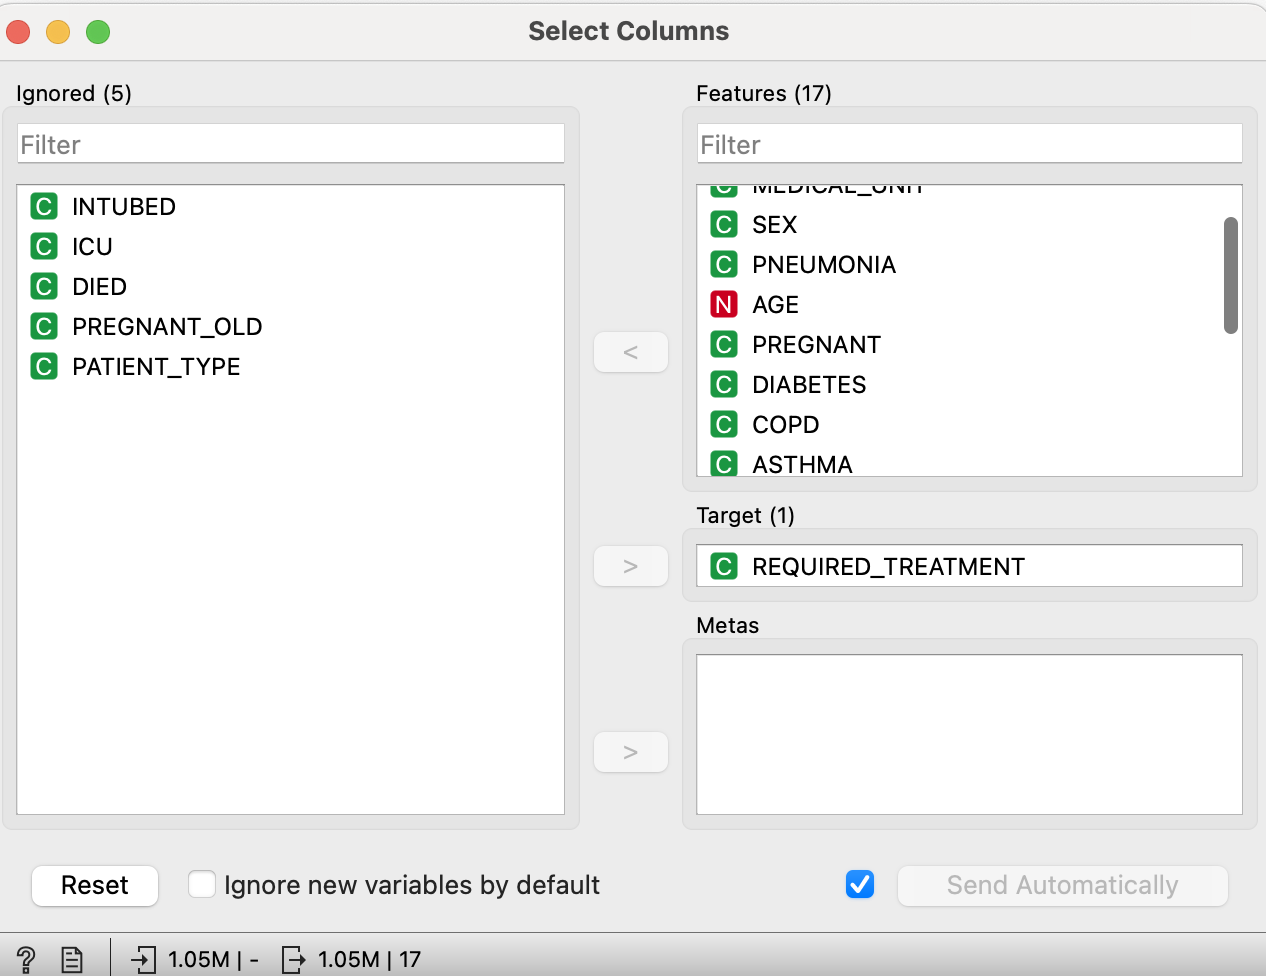 Select Columns
Ignored (5)
Filter
C INTUBED
C ICU
C DIED
C PREGNANT_OLD
C PATIENT_TYPE
<
>
>
Features (17)
Filter
C MEDICAL_UNIT
C SEX
C PNEUMONIA
N AGE
C PREGNANT
C DIABETES
C COPD
C ASTHMA
Target (1)
C REQUIRED_TREATMENT
Metas
Reset
Ignore new variables by default
Send Automatically
? 1.05M | - 1.05M | 17